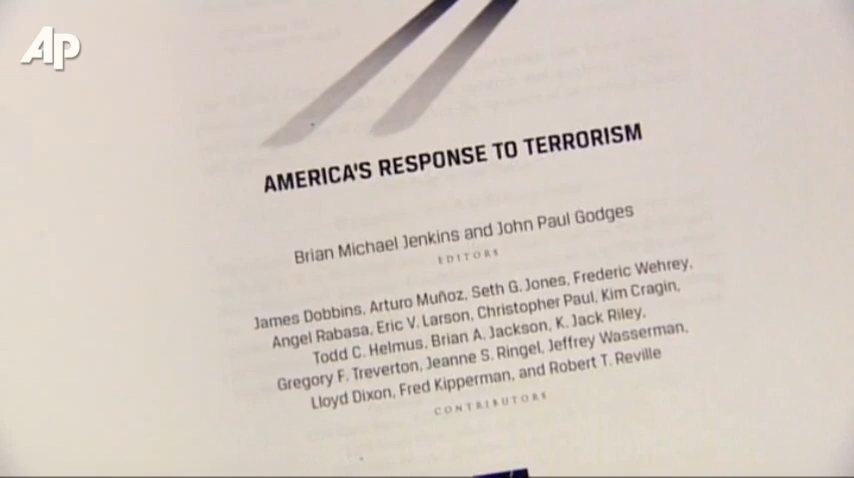 AP
AMERICA'S RESPONSE TO TERRORISM
Brian Michael Jenkins and John Paul Godges
EDITORS
James Dobbins, Arturo Muñoz, Seth G. Jones, Frederic Wehrey,
Angel Rabasa, Eric V. Larson, Christopher Paul, Kim Cragin,
Todd C. Helmus, Brian A. Jackson, K. Jack Riley,
Gregory F. Treverton, Jeanne S. Ringel, Jeffrey Wasserman,
Lloyd Dixon, Fred Kipperman, and Robert T. Reville
CONTRIBUTORS